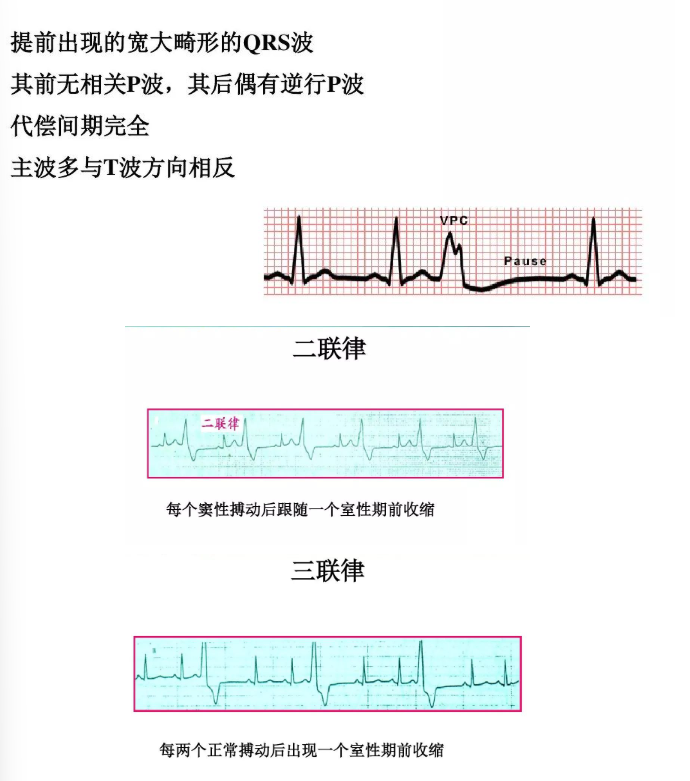 提前出现的宽大畸形的QRS波
其前无相关P波，其后偶有逆行P波
代偿间期完全
主波多与T波方向相反
VPC
Pause
二联律
二联律
每个窦性搏动后跟随一个室性期前收缩
三联律
每两个正常搏动后出现一个室性期前收缩